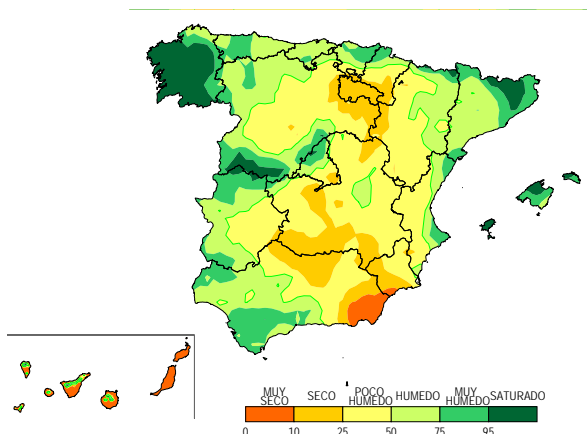 MUY SECO
SECO
POCO HUMEDO
HUMEDO
MUY HUMEDO
SATURADO
0 10 25 50 75 95